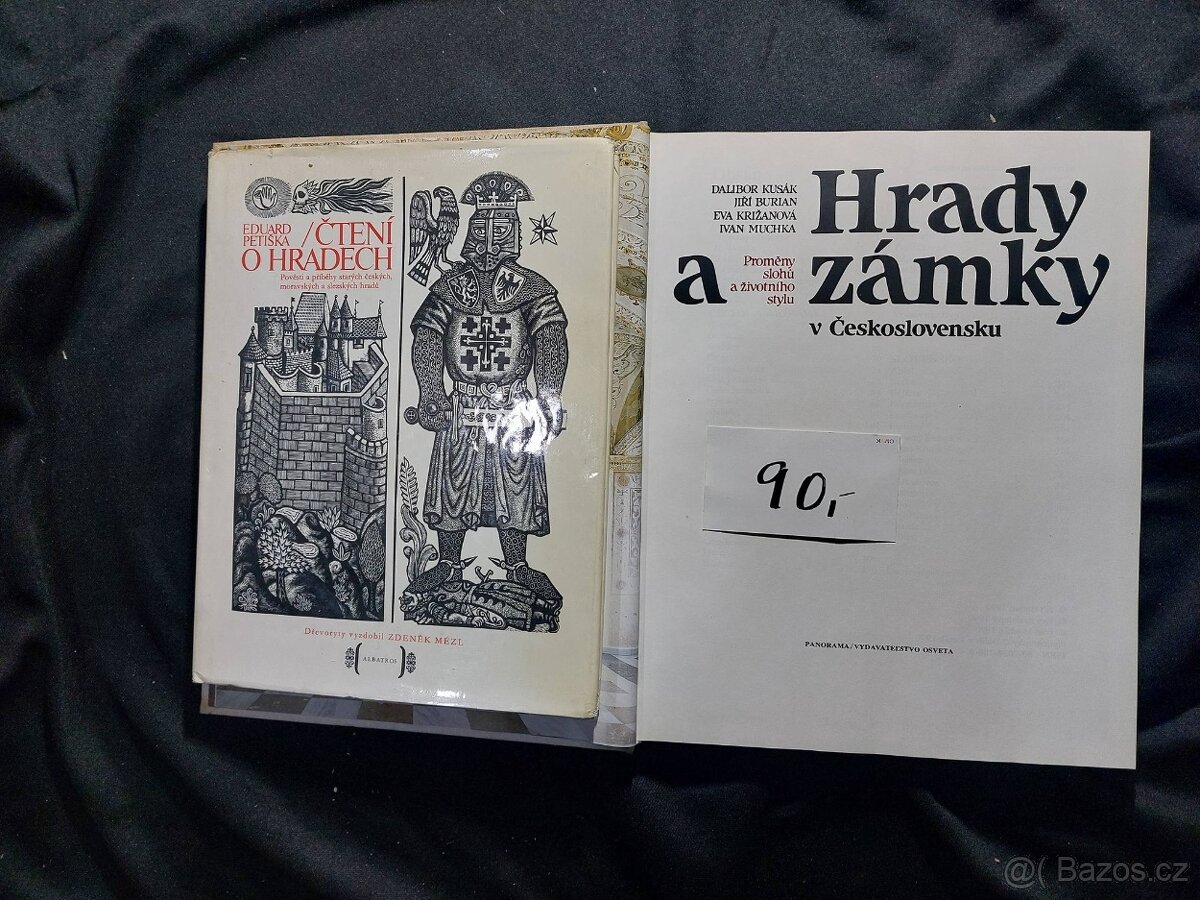 EDUARD
PETIŠKA
/ČTENÍ
O HRADECH
Pověsti a příběhy starých českých,
moravských a slezských hradů
Dřevoryty vyzdobil ZDENĚK MÉZL
ALBATROS
DALIBOR KUSÁK
JIŘÍ BURIAN
EVA KRIŽANOVÁ
IVAN MUCHKA
Hrady
a
Proměny
slohů
a životního
stylu
zámky
v Československu
90,-
PANORAMA/VYDAVATEĽSTVO OSVETA
@( Bazos.cz